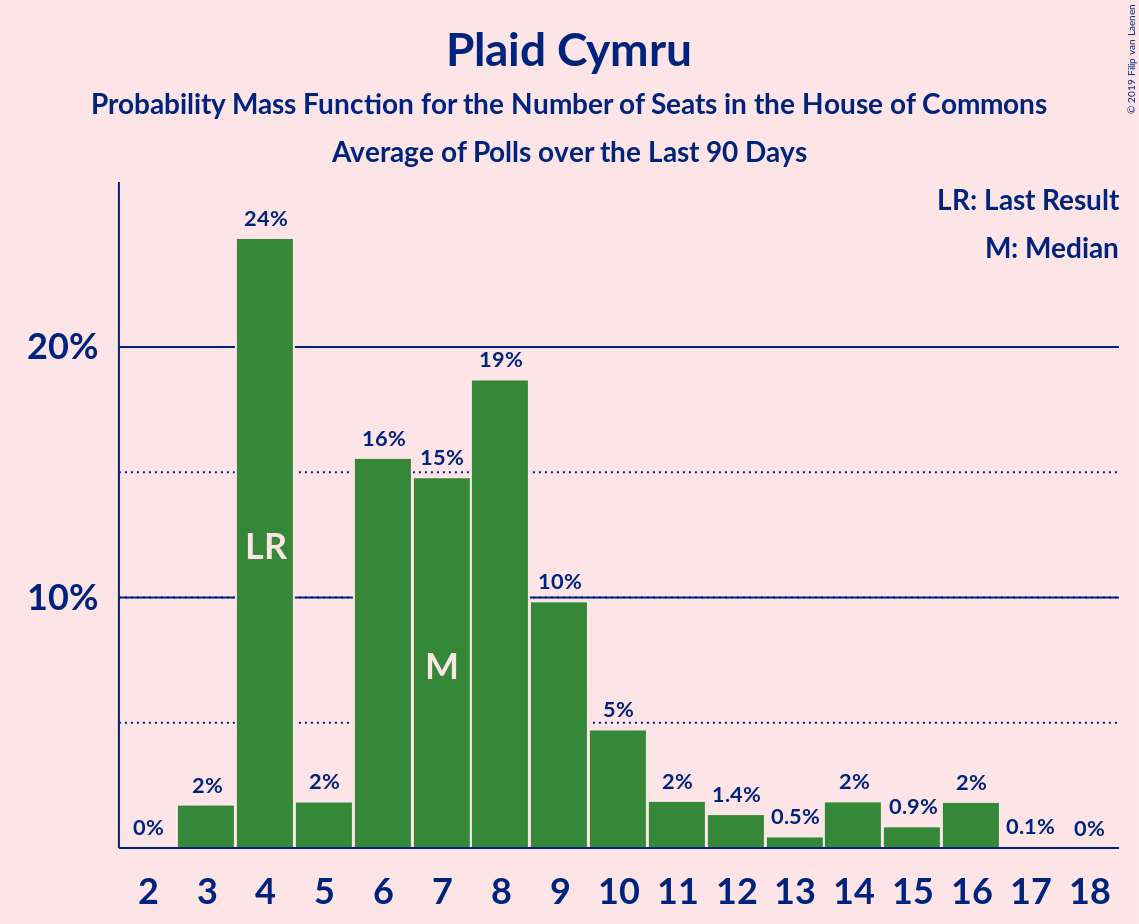 Plaid Cymru
Probability Mass Function for the Number of Seats in the House of Commons
Average of Polls over the Last 90 Days
© 2019 Filip van Laenen
LR: Last Result
M: Median
20%
10%
0%
2%
24%
2%
16%
15%
19%
10%
5%
2%
1.4%
0.5%
2%
0.9%
2%
0.1%
0%
LR
M
2 3 4 5 6 7 8 9 10 11 12 13 14 15 16 17 18